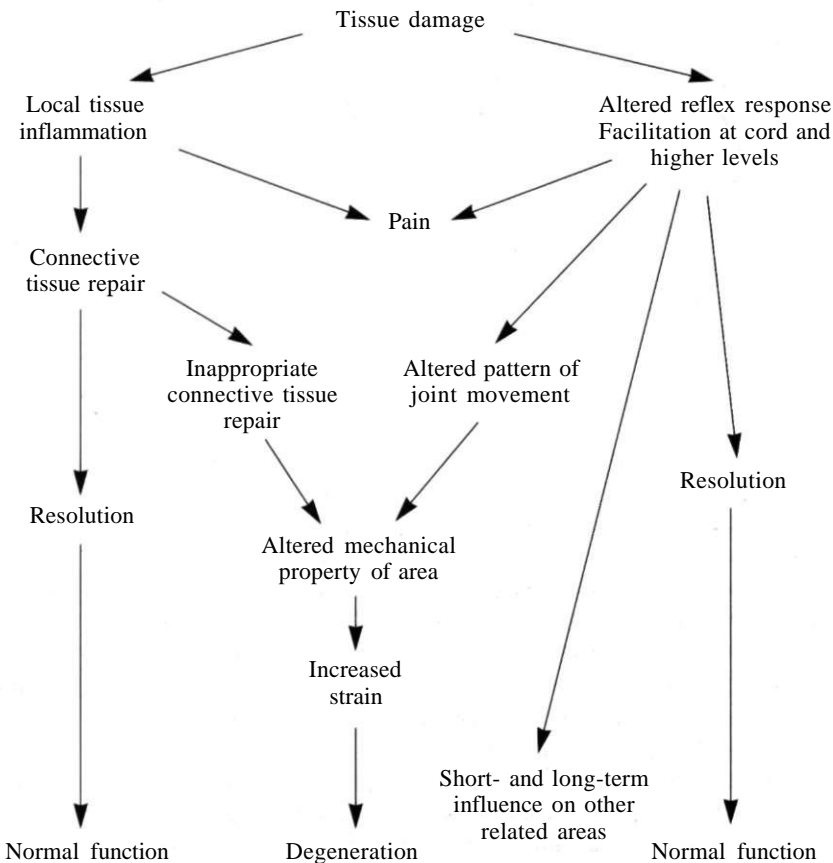 Tissue damage
Local tissue
inflammation
Altered reflex response
Facilitation at cord and
higher levels
Pain
Connective
tissue repair
Inappropriate
connective tissue
repair
Altered pattern of
joint movement
Resolution
Resolution
Altered mechanical
property of area
Increased
strain
Short- and long-term
influence on other
related areas
Normal function
Degeneration
Normal function